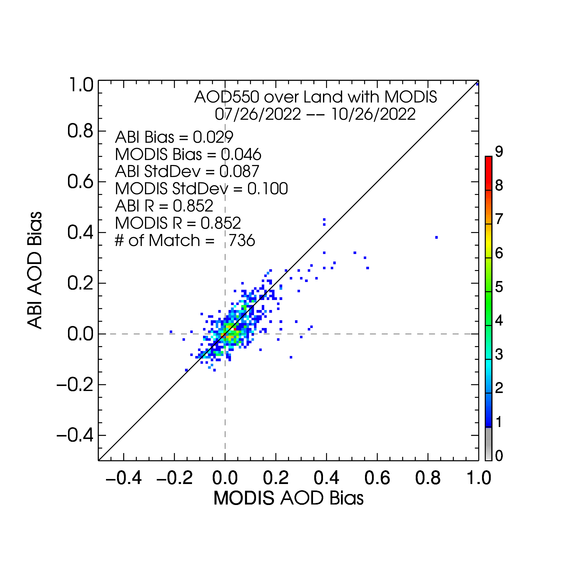 AOD550 over Land with MODIS
07/26/2022 –– 10/26/2022
ABI Bias = 0.029
MODIS Bias = 0.046
ABI StdDev = 0.087
MODIS StdDev = 0.100
ABI R = 0.852
MODIS R = 0.852
# of Match = 736
ABI AOD Bias
1.0
0.8
0.6
0.4
0.2
0.0
−0.2
−0.4
−0.4 −0.2 0.0 0.2 0.4 0.6 0.8 1.0
MODIS AOD Bias
9
8
7
6
5
4
3
2
1
0